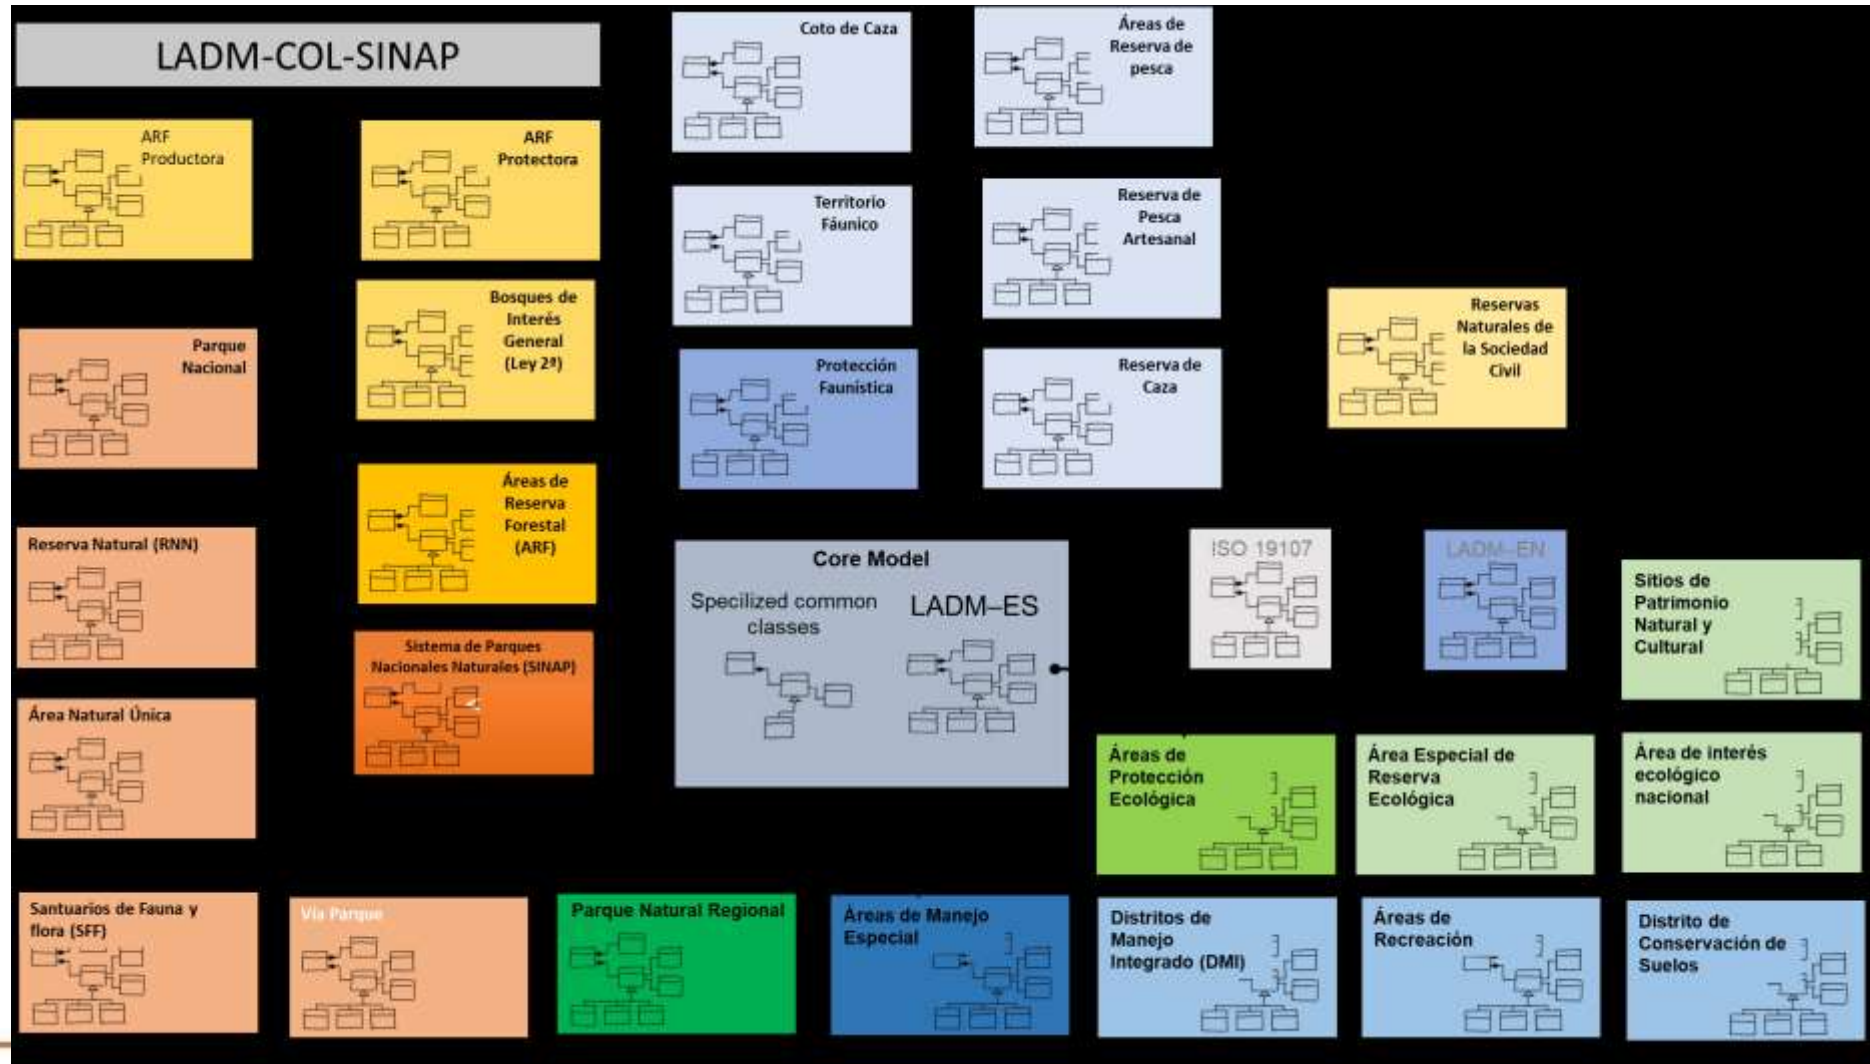 LADM-COL-SINAP
Coto de Caza
Áreas de
Reserva de
pesca
ARF
Productora
ARF
Protectora
Territorio
Fáunico
Reserva de
Pesca
Artesanal
Bosques de
Interés
General
(Ley 2ª)
Reservas
Naturales de
la Sociedad
Civil
Parque
Nacional
Protección
Faunística
Reserva de
Caza
Áreas de
Reserva
Forestal
(ARF)
Reserva Natural (RNN)
Core Model
Specilized common
classes
LADM–ES
ISO 19107
LADM–EN
Sitios de
Patrimonio
Natural y
Cultural
Sistema de Parques
Nacionales Naturales (SINAP)
Área Natural Única
Áreas de
Protección
Ecológica
Área Especial de
Reserva
Ecológica
Área de interés
ecológico
nacional
Santuarios de Fauna y
flora (SFF)
Vía Parque
Parque Natural Regional
Áreas de Manejo
Especial
Distritos de
Manejo
Integrado (DMI)
Áreas de
Recreación
Distrito de
Conservación de
Suelos